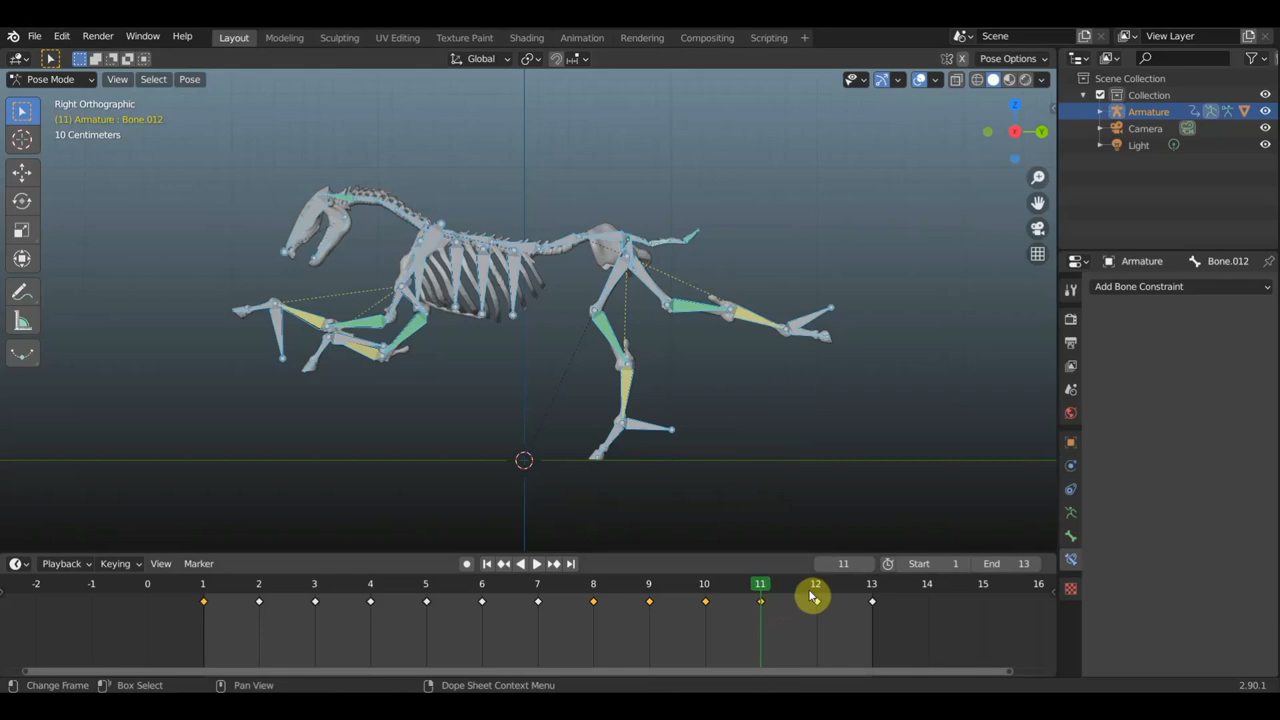 File Edit Render Window Help Layout Modeling Sculpting UV Editing Texture Paint Shading Animation Rendering Compositing Scripting + Scene View Layer
Global Pose Options
Pose Mode View Select Pose
Right Orthographic
(11) Armature : Bone.012
10 Centimeters
X
Z
Y
Scene Collection
Collection
Armature
Camera
Light
Armature Bone.012
Add Bone Constraint
Playback Keying View Marker 11 Start 1 End 13
-2 -1 0 1 2 3 4 5 6 7 8 9 10 11 12 13 14 15 16
Change Frame Box Select Pan View Dope Sheet Context Menu 2.90.1